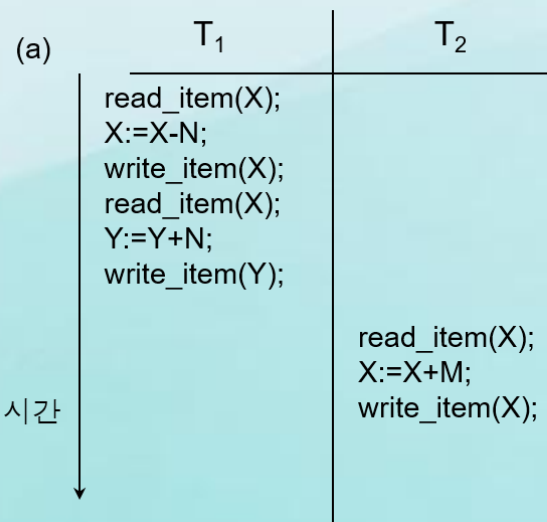 (a)
T₁
T₂
read_item(X);
X:=X-N;
write_item(X);
read_item(X);
Y:=Y+N;
write_item(Y);
read_item(X);
X:=X+M;
write_item(X);
시간